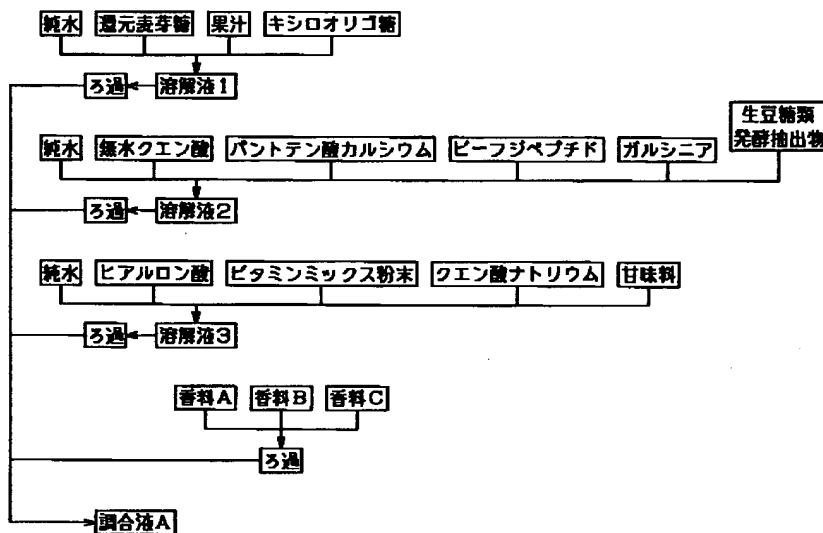 純水 還元麦芽糖 果汁 キシロオリゴ糖
ろ過 溶解液1
生豆糖類
発酵抽出物
純水 無水クエン酸 パントテン酸カルシウム ビーフジペプチド ガルシニア
ろ過 溶解液2
純水 ヒアルロン酸 ビタミンミックス粉末 クエン酸ナトリウム 甘味料
ろ過 溶解液3
香料A 香料B 香料C
ろ過
調合液A